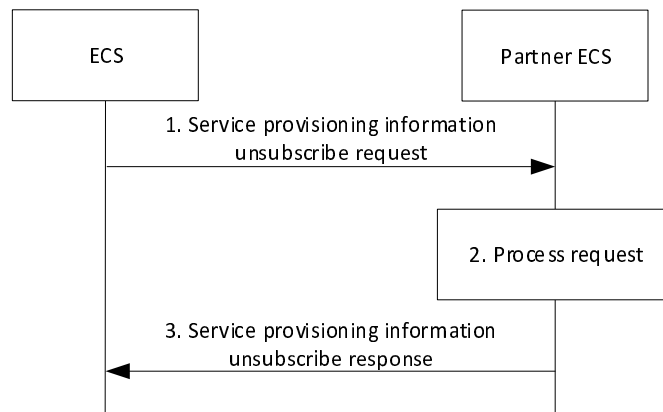 ECS
Partner ECS
1. Service provisioning information
unsubscribe request
2. Process request
3. Service provisioning information
unsubscribe response